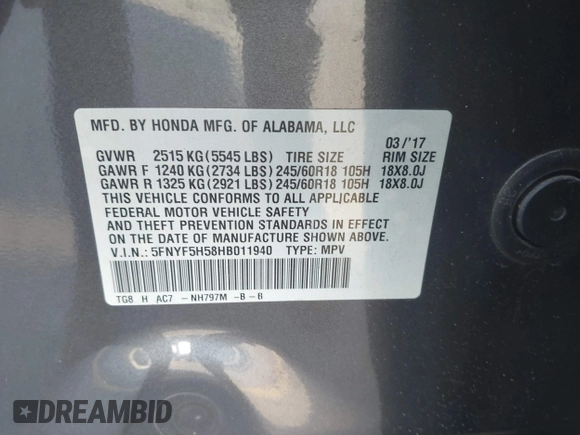 MFD. BY HONDA MFG. OF ALABAMA, LLC
03/'17
GVWR 2515 KG (5545 LBS) TIRE SIZE RIM SIZE
GAWR F 1240 KG (2734 LBS) 245/60R18 105H 18X8.0J
GAWR R 1325 KG (2921 LBS) 245/60R18 105H 18X8.0J
THIS VEHICLE CONFORMS TO ALL APPLICABLE
FEDERAL MOTOR VEHICLE SAFETY
AND THEFT PREVENTION STANDARDS IN EFFECT
ON THE DATE OF MANUFACTURE SHOWN ABOVE.
V.I.N.: 5FNYF5H58HB011940 TYPE: MPV
TG8 H AC7 -NH797M -B-B
DREAMBID